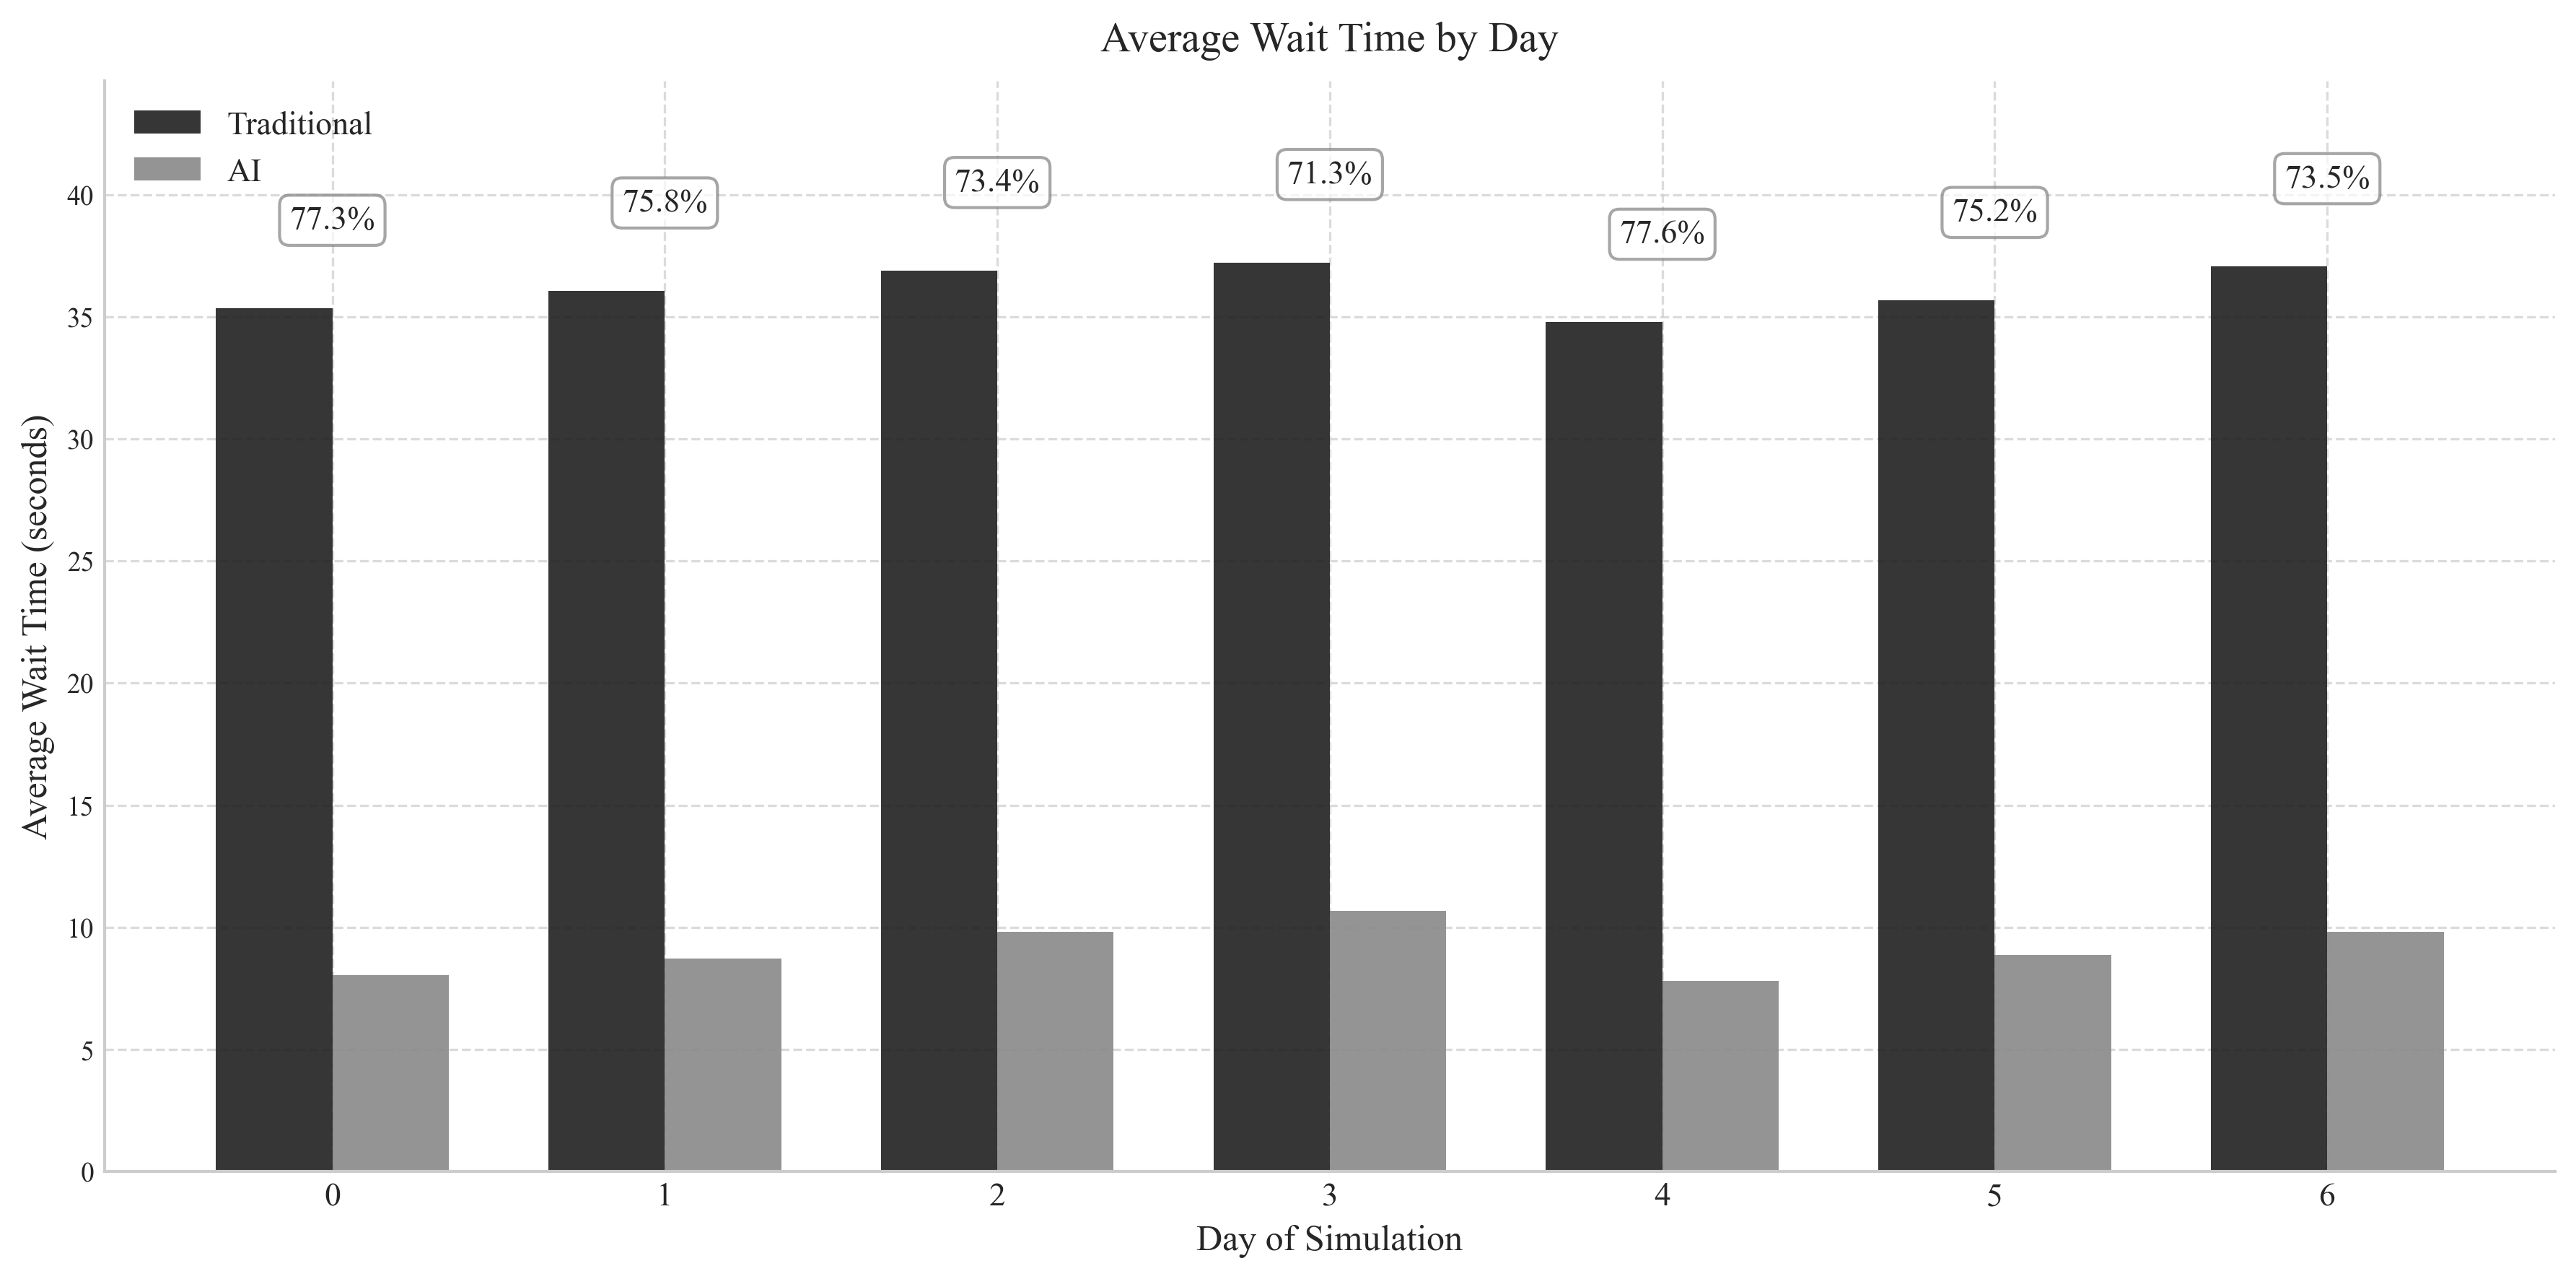 Average Wait Time by Day
Traditional
AI
77.3%
75.8%
73.4%
71.3%
77.6%
75.2%
73.5%
Average Wait Time (seconds)
40
35
30
25
20
15
10
5
0
0 1 2 3 4 5 6
Day of Simulation